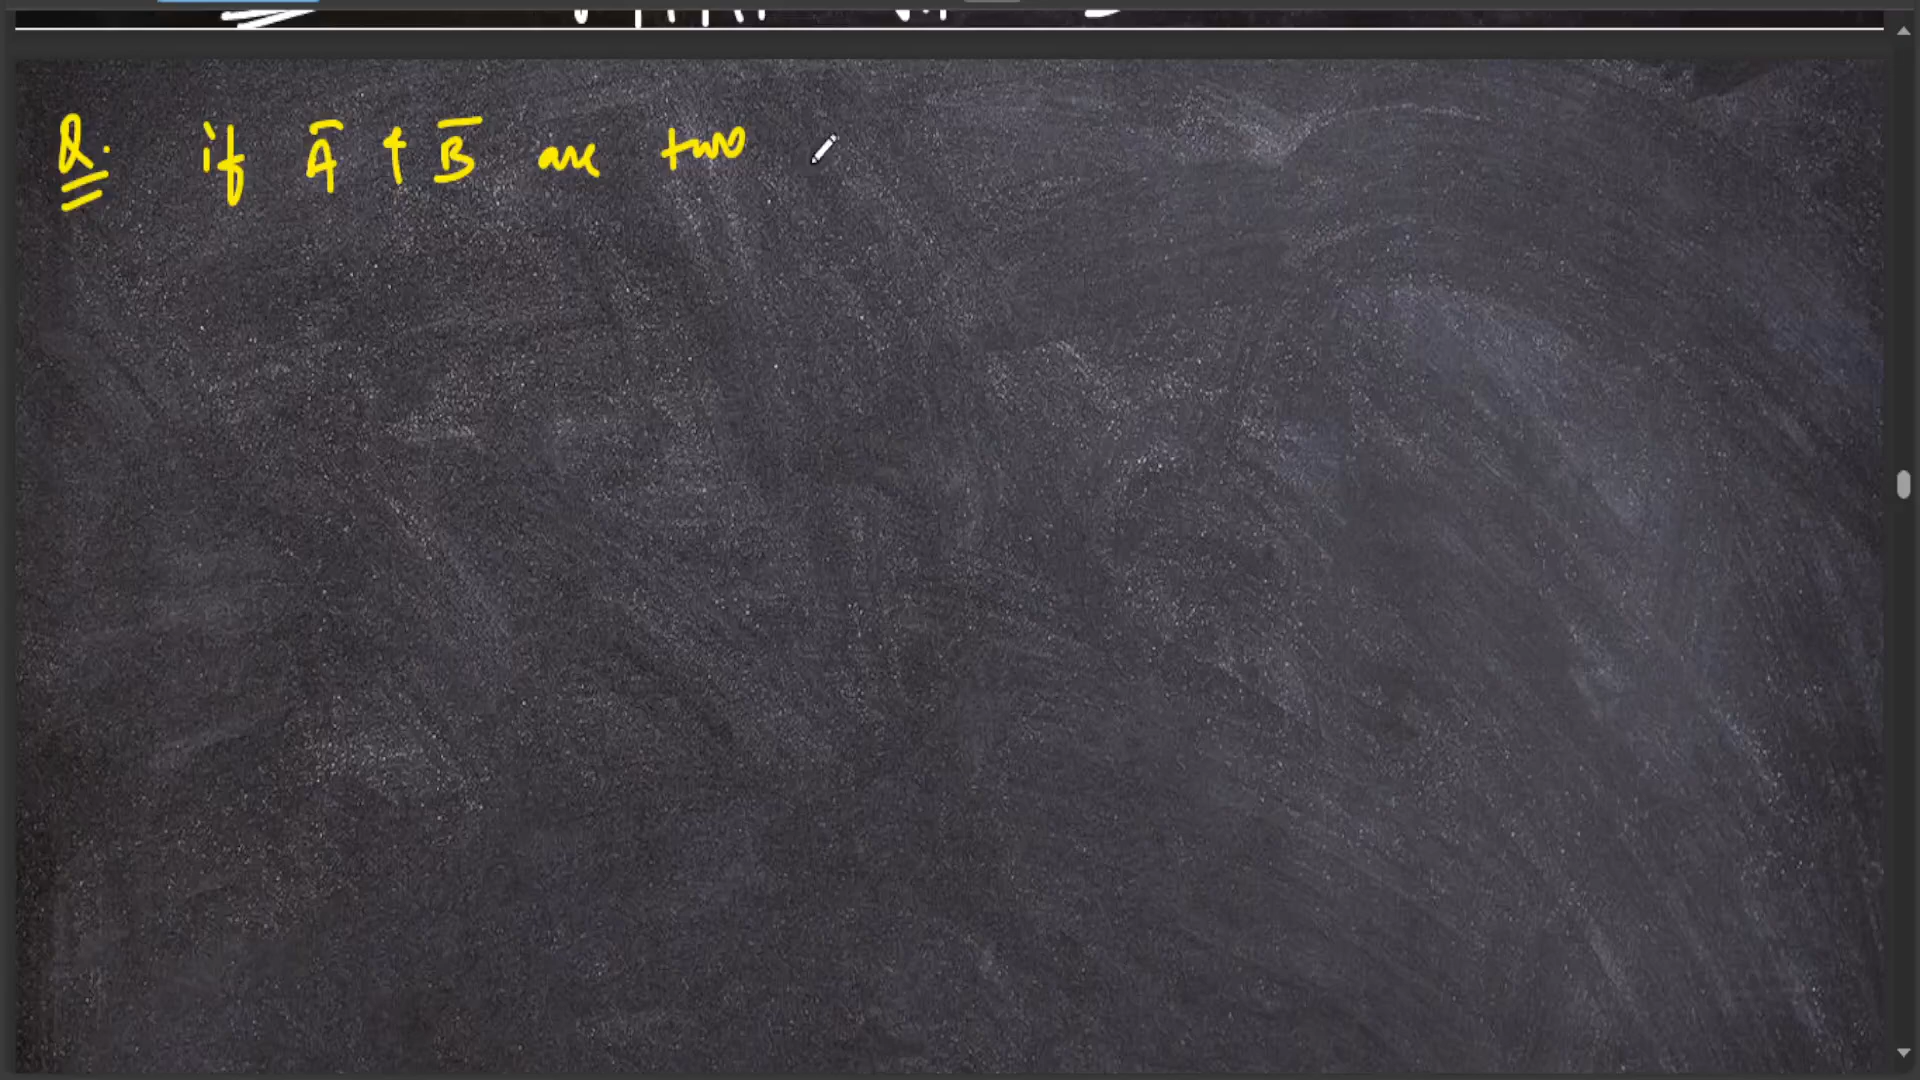 Q. if A̅ & B̅ are two